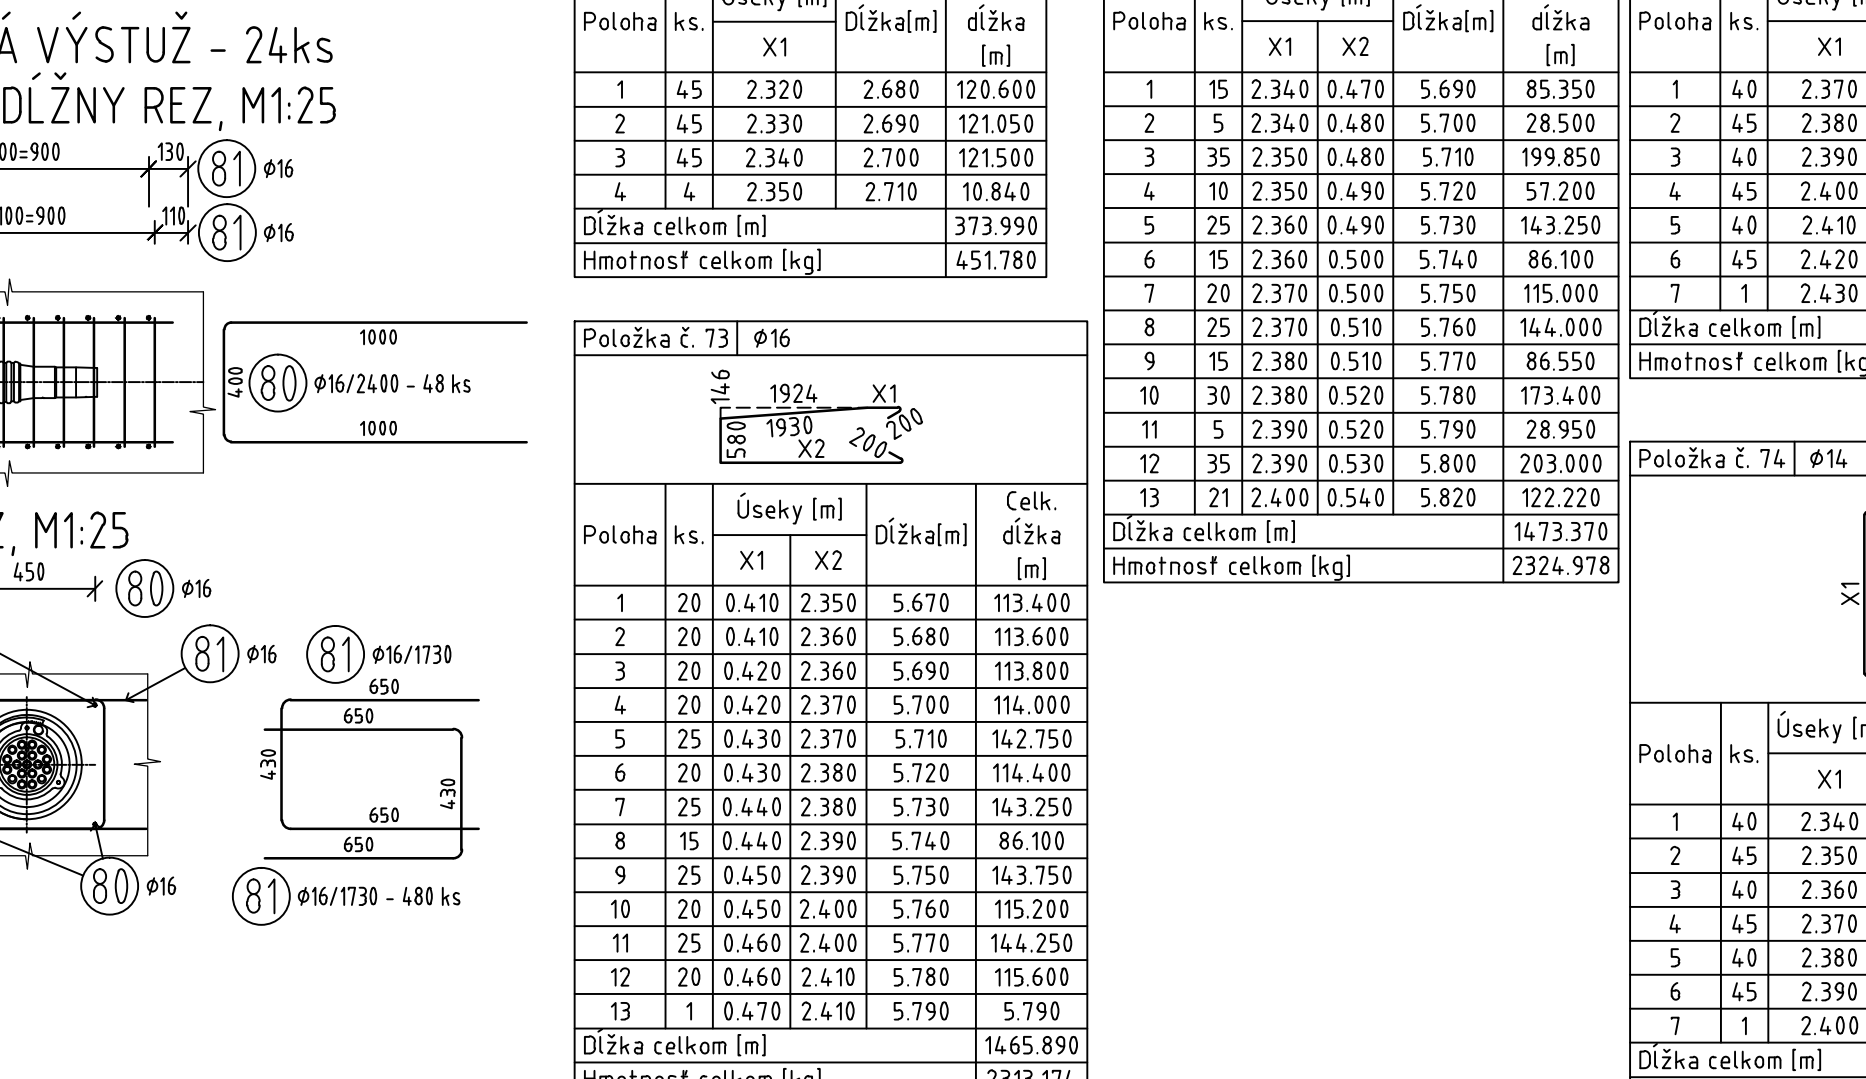 Á VÝSTUŽ - 24ks
DĹŽNY REZ, M1:25
00=900 130 81 ø16
100=900 110 81 ø16
1000
400 80 ø16/2400 - 48 ks
1000
Z, M1:25
450 80 ø16
81 ø16 81 ø16/1730
650
650
430
430
650
650
80 ø16
81 ø16/1730 - 480 ks
Poloha ks. Úseky [m] Dĺžka[m] dĺžka
X1 [m]
1 45 2.320 2.680 120.600
2 45 2.330 2.690 121.050
3 45 2.340 2.700 121.500
4 4 2.350 2.710 10.840
Dĺžka celkom [m] 373.990
Hmotnosť celkom [kg] 451.780
Položka č. 73 ø16
146 1924 X1
580 1930 200 200
X2
Poloha ks. Úseky [m] Dĺžka[m] Celk.
dĺžka
X1 X2 [m]
1 20 0.410 2.350 5.670 113.400
2 20 0.410 2.360 5.680 113.600
3 20 0.420 2.360 5.690 113.800
4 20 0.420 2.370 5.700 114.000
5 25 0.430 2.370 5.710 142.750
6 20 0.430 2.380 5.720 114.400
7 25 0.440 2.380 5.730 143.250
8 15 0.440 2.390 5.740 86.100
9 25 0.450 2.390 5.750 143.750
10 20 0.450 2.400 5.760 115.200
11 25 0.460 2.400 5.770 144.250
12 20 0.460 2.410 5.780 115.600
13 1 0.470 2.410 5.790 5.790
Dĺžka celkom [m] 1465.890
Hmotnosť celkom [kg] 2313.174
Poloha ks. Úseky [m] Dĺžka[m] dĺžka
X1 X2 [m]
1 15 2.340 0.470 5.690 85.350
2 5 2.340 0.480 5.700 28.500
3 35 2.350 0.480 5.710 199.850
4 10 2.350 0.490 5.720 57.200
5 25 2.360 0.490 5.730 143.250
6 15 2.360 0.500 5.740 86.100
7 20 2.370 0.500 5.750 115.000
8 25 2.370 0.510 5.760 144.000
9 15 2.380 0.510 5.770 86.550
10 30 2.380 0.520 5.780 173.400
11 5 2.390 0.520 5.790 28.950
12 35 2.390 0.530 5.800 203.000
13 21 2.400 0.540 5.820 122.220
Dĺžka celkom [m] 1473.370
Hmotnosť celkom [kg] 2324.978
Poloha ks.
X1
1 40 2.370
2 45 2.380
3 40 2.390
4 45 2.400
5 40 2.410
6 45 2.420
7 1 2.430
Dĺžka celkom [m]
Hmotnosť celkom [kg
Položka č. 74 ø14
X1
Poloha ks. Úseky [m
X1
1 40 2.340
2 45 2.350
3 40 2.360
4 45 2.370
5 40 2.380
6 45 2.390
7 1 2.400
Dĺžka celkom [m]